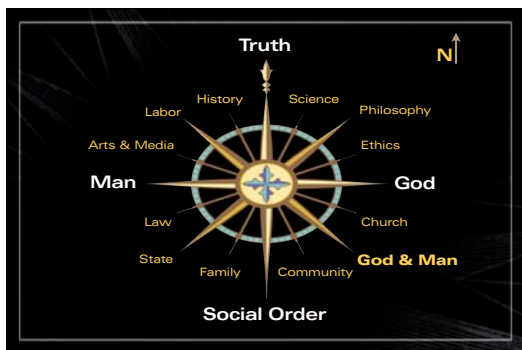 Truth
N
History
Science
Labor
Philosophy
Arts & Media
Ethics
Man
God
Law
Church
State
God & Man
Family
Community
Social Order